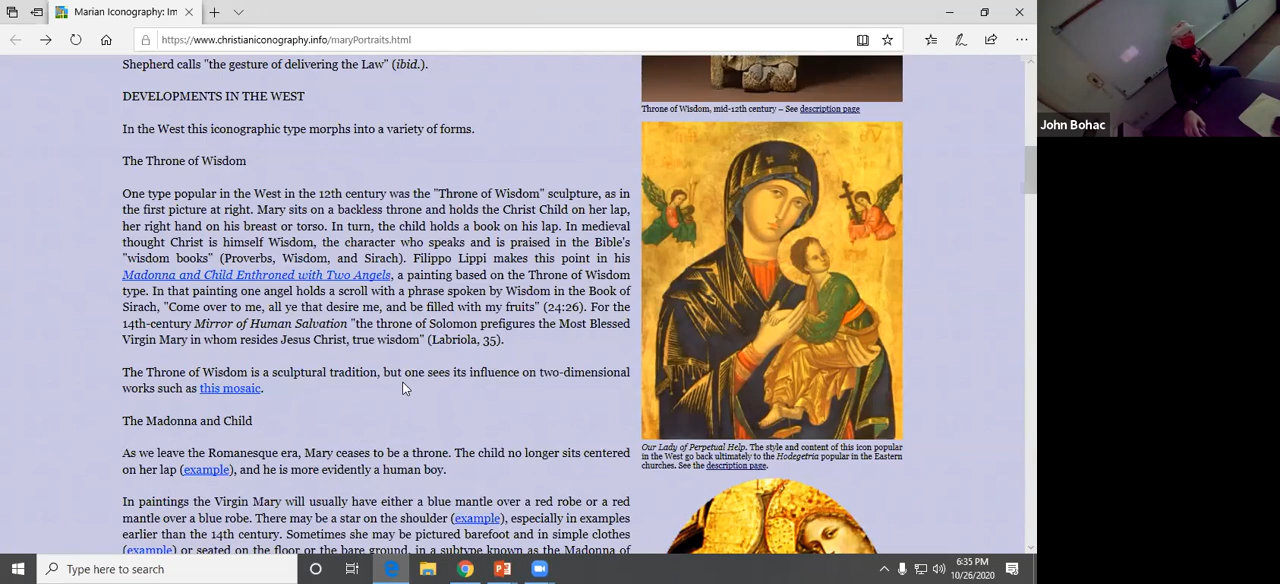 Marian Iconography: Im
https://www.christianiconography.info/maryPortraits.html
Shepherd calls "the gesture of delivering the Law" (ibid.).
DEVELOPMENTS IN THE WEST
In the West this iconographic type morphs into a variety of forms.
The Throne of Wisdom
One type popular in the West in the 12th century was the "Throne of Wisdom" sculpture, as in
the first picture at right. Mary sits on a backless throne and holds the Christ Child on her lap,
her right hand on his breast or torso. In turn, the child holds a book on his lap. In medieval
thought Christ is himself Wisdom, the character who speaks and is praised in the Bible's
"wisdom books" (Proverbs, Wisdom, and Sirach). Filippo Lippi makes this point in his
Madonna and Child Enthroned with Two Angels, a painting based on the Throne of Wisdom
type. In that painting one angel holds a scroll with a phrase spoken by Wisdom in the Book of
Sirach, "Come over to me, all ye that desire me, and be filled with my fruits" (24:26). For the
14th-century Mirror of Human Salvation "the throne of Solomon prefigures the Most Blessed
Virgin Mary in whom resides Jesus Christ, true wisdom" (Labriola, 35).
The Throne of Wisdom is a sculptural tradition, but one sees its influence on two-dimensional
works such as this mosaic.
The Madonna and Child
As we leave the Romanesque era, Mary ceases to be a throne. The child no longer sits centered
on her lap (example), and he is more evidently a human boy.
In paintings the Virgin Mary will usually have either a blue mantle over a red robe or a red
mantle over a blue robe. There may be a star on the shoulder (example), especially in examples
earlier than the 14th century. Sometimes she may be pictured barefoot and in simple clothes
(example) or seated on the floor or the bare ground, in a subtype known as the Madonna of
Throne of Wisdom, mid-12th century – See description page
Our Lady of Perpetual Help. The style and content of this icon popular
in the West go back ultimately to the Hodegetria popular in the Eastern
churches. See the description page.
John Bohac
Type here to search
6:35 PM
10/26/2020